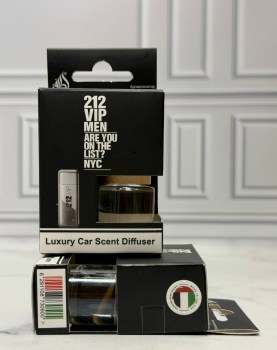 212
VIP
MEN
ARE YOU
ON THE
LIST?
NYC
212
Luxury Car Scent Diffuser